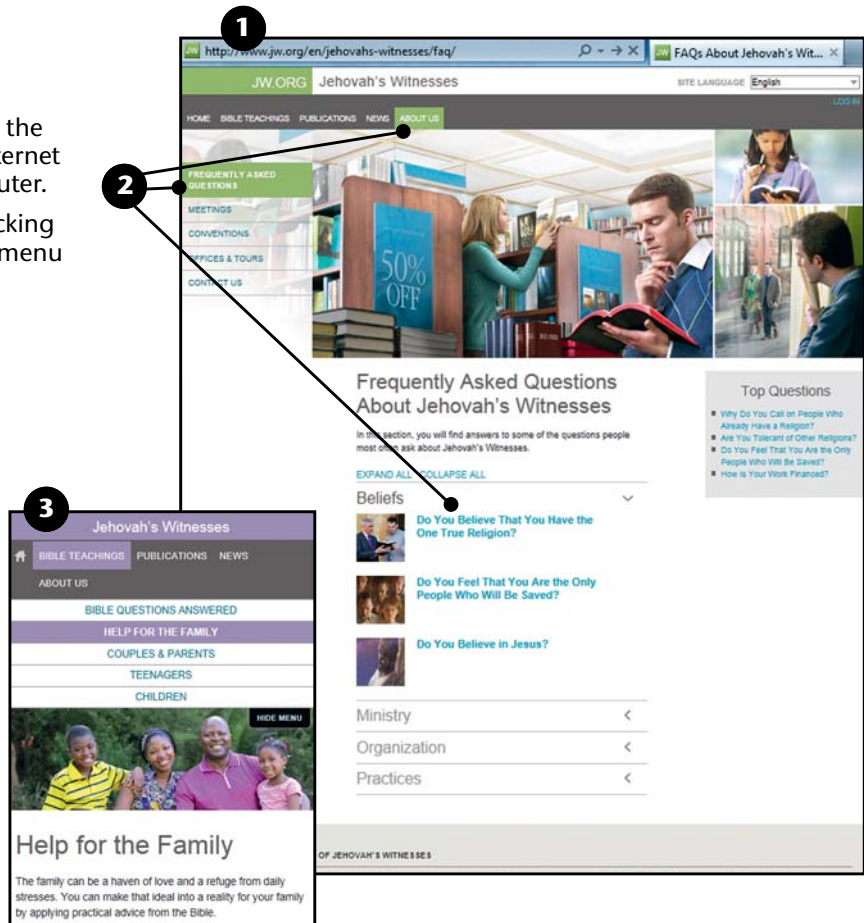 the
ternet
uter.
cking
menu
1
http://www.jw.org/en/jehovahs-witnesses/faq/
FAQs About Jehovah's Wit...
JW.ORG Jehovah's Witnesses
SITE LANGUAGE English
LOG IN
HOME BIBLE TEACHINGS PUBLICATIONS NEWS ABOUT US
2
FREQUENTLY ASKED
QUESTIONS
MEETINGS
CONVENTIONS
OFFICES & TOURS
CONTACT US
50%
OFF
Frequently Asked Questions
About Jehovah's Witnesses
In this section, you will find answers to some of the questions people
most often ask about Jehovah's Witnesses.
EXPAND ALL COLLAPSE ALL
Beliefs
Do You Believe That You Have the
One True Religion?
Do You Feel That You Are the Only
People Who Will Be Saved?
Do You Believe in Jesus?
Ministry
Organization
Practices
Top Questions
Why Do You Call on People Who
Already Have a Religion?
Are You Tolerant of Other Religions?
Do You Feel That You Are the Only
People Who Will Be Saved?
How Is Your Work Financed?
OF JEHOVAH'S WITNESSES
3
Jehovah's Witnesses
BIBLE TEACHINGS PUBLICATIONS NEWS
ABOUT US
BIBLE QUESTIONS ANSWERED
HELP FOR THE FAMILY
COUPLES & PARENTS
TEENAGERS
CHILDREN
HIDE MENU
Help for the Family
The family can be a haven of love and a refuge from daily
stresses. You can make that ideal into a reality for your family
by applying practical advice from the Bible.